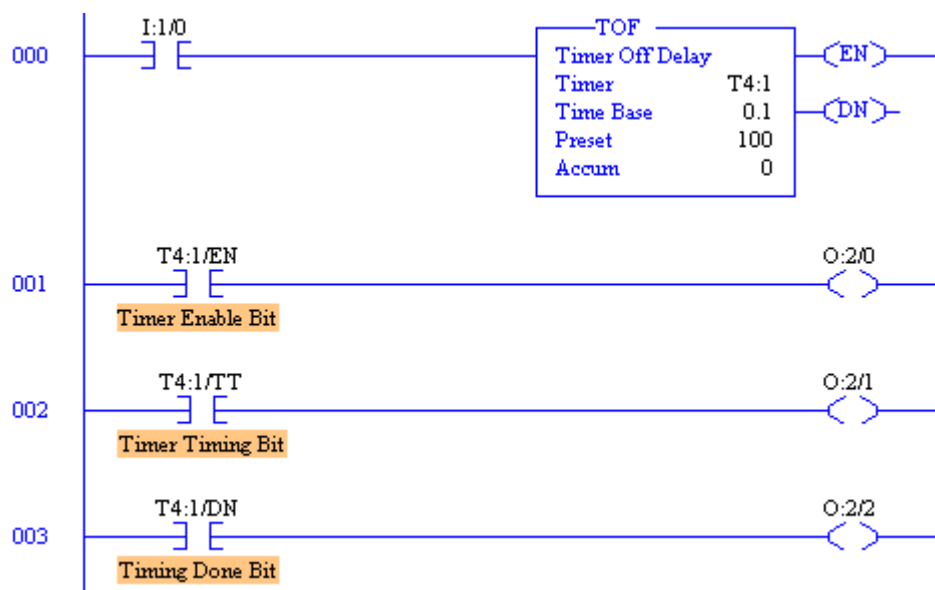 I:1/0
TOF
000
Timer Off Delay
EN
Timer T4:1
Time Base 0.1
DN
Preset 100
Accum 0
T4:1/EN O:2/0
001
Timer Enable Bit
T4:1/TT O:2/1
002
Timer Timing Bit
T4:1/DN O:2/2
003
Timing Done Bit